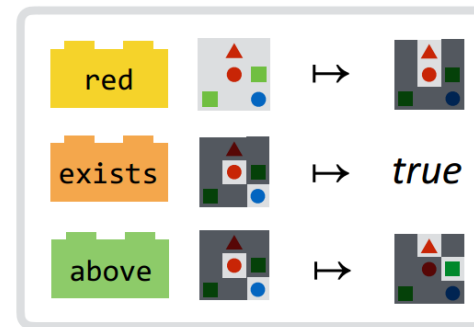 red ↦
exists ↦ true
above ↦